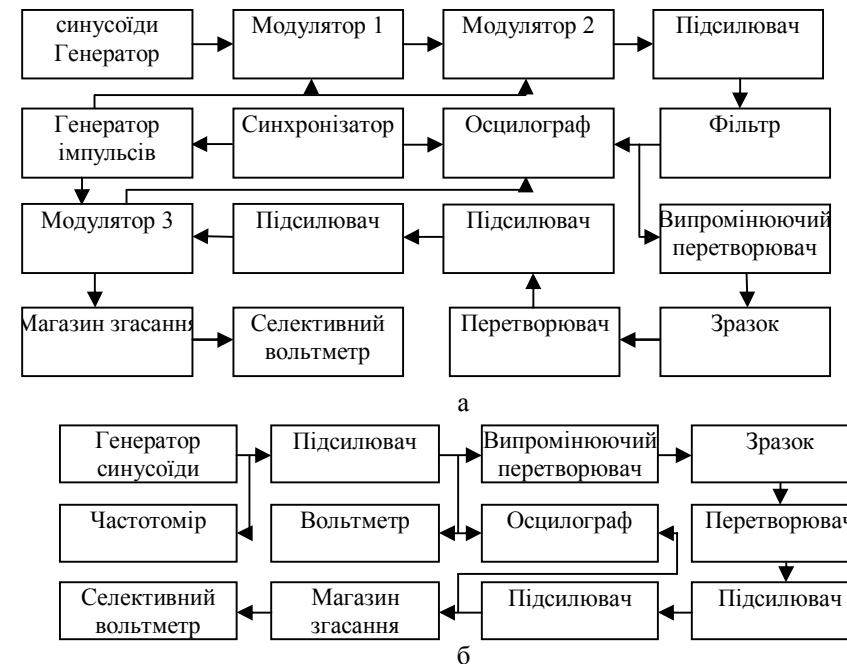 синусоїди
Генератор
Модулятор 1
Модулятор 2
Підсилювач
Генератор
імпульсів
Синхронізатор
Осцилограф
Фільтр
Модулятор 3
Підсилювач
Підсилювач
Випромінюючий
перетворювач
Магазин згасання
Селективний
вольтметр
Перетворювач
Зразок
а
Генератор
синусоїди
Підсилювач
Випромінюючий
перетворювач
Зразок
Частотомір
Вольтметр
Осцилограф
Перетворювач
Селективний
вольтметр
Магазин
згасання
Підсилювач
Підсилювач
б